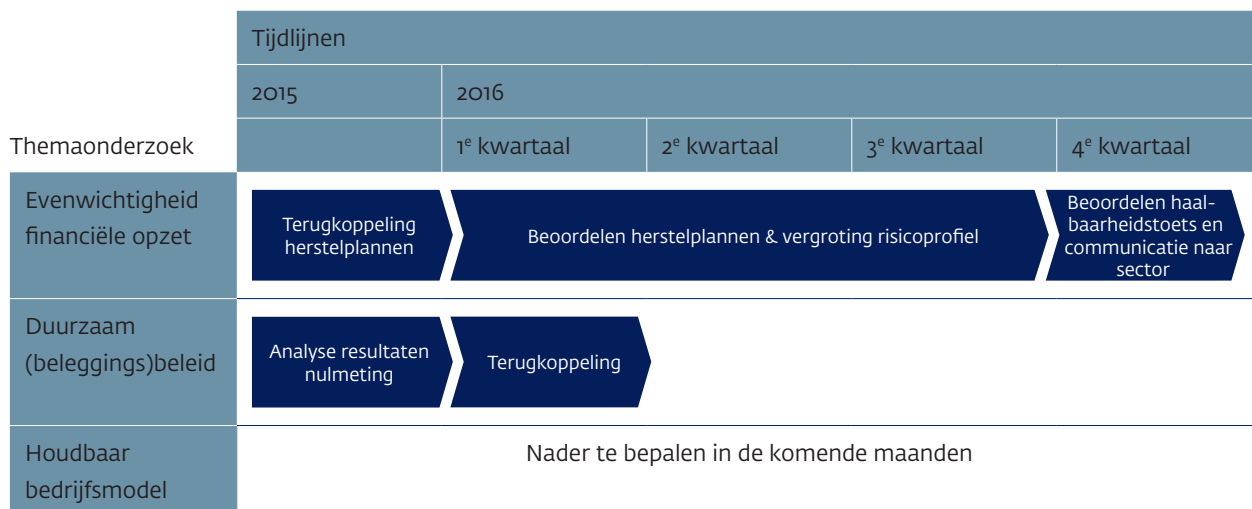 Tijdlijnen
2015
2016
Themaonderzoek
1e kwartaal
2e kwartaal
3e kwartaal
4e kwartaal
Evenwichtigheid
financiële opzet
Terugkoppeling
herstelplannen
Beoordelen herstelplannen & vergroting risicoprofiel
Beoordelen haal-
baarheidstoets en
communicatie naar
sector
Duurzaam
(beleggings)beleid
Analyse resultaten
nulmeting
Terugkoppeling
Houdbaar
bedrijfsmodel
Nader te bepalen in de komende maanden